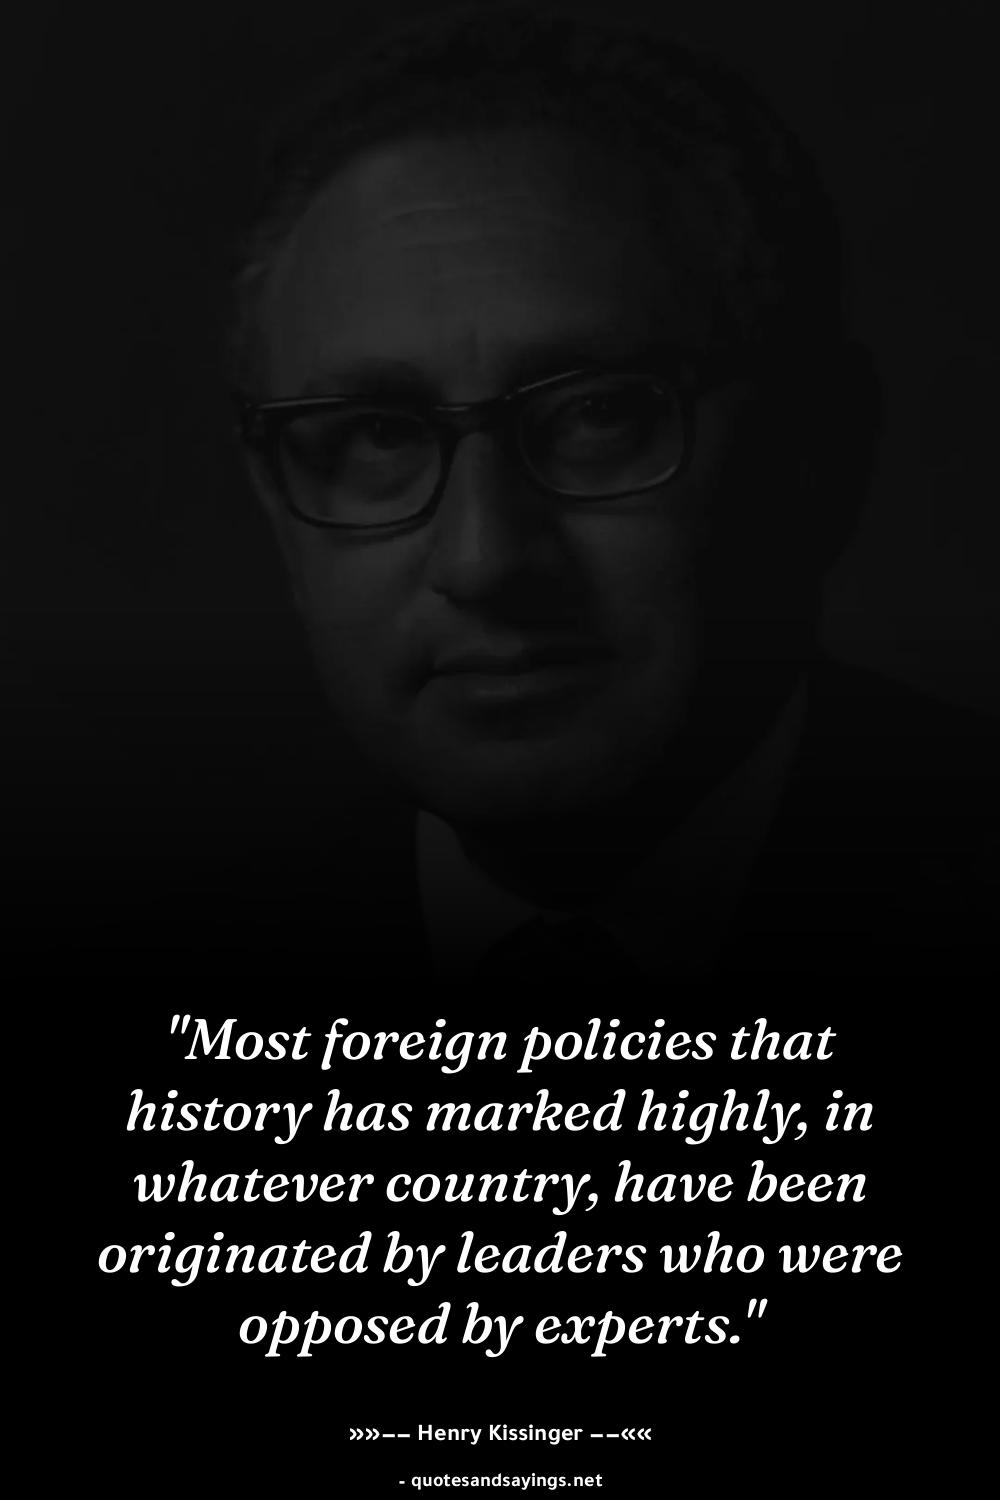 "Most foreign policies that
history has marked highly, in
whatever country, have been
originated by leaders who were
opposed by experts."
»»−− Henry Kissinger −−««
- quotesandsayings.net